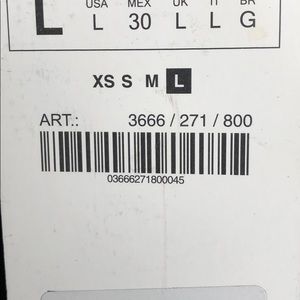 USA MEX UK IT BR
L L 30 L L G
XS S M L
ART.: 3666 / 271 / 800
03666271800045